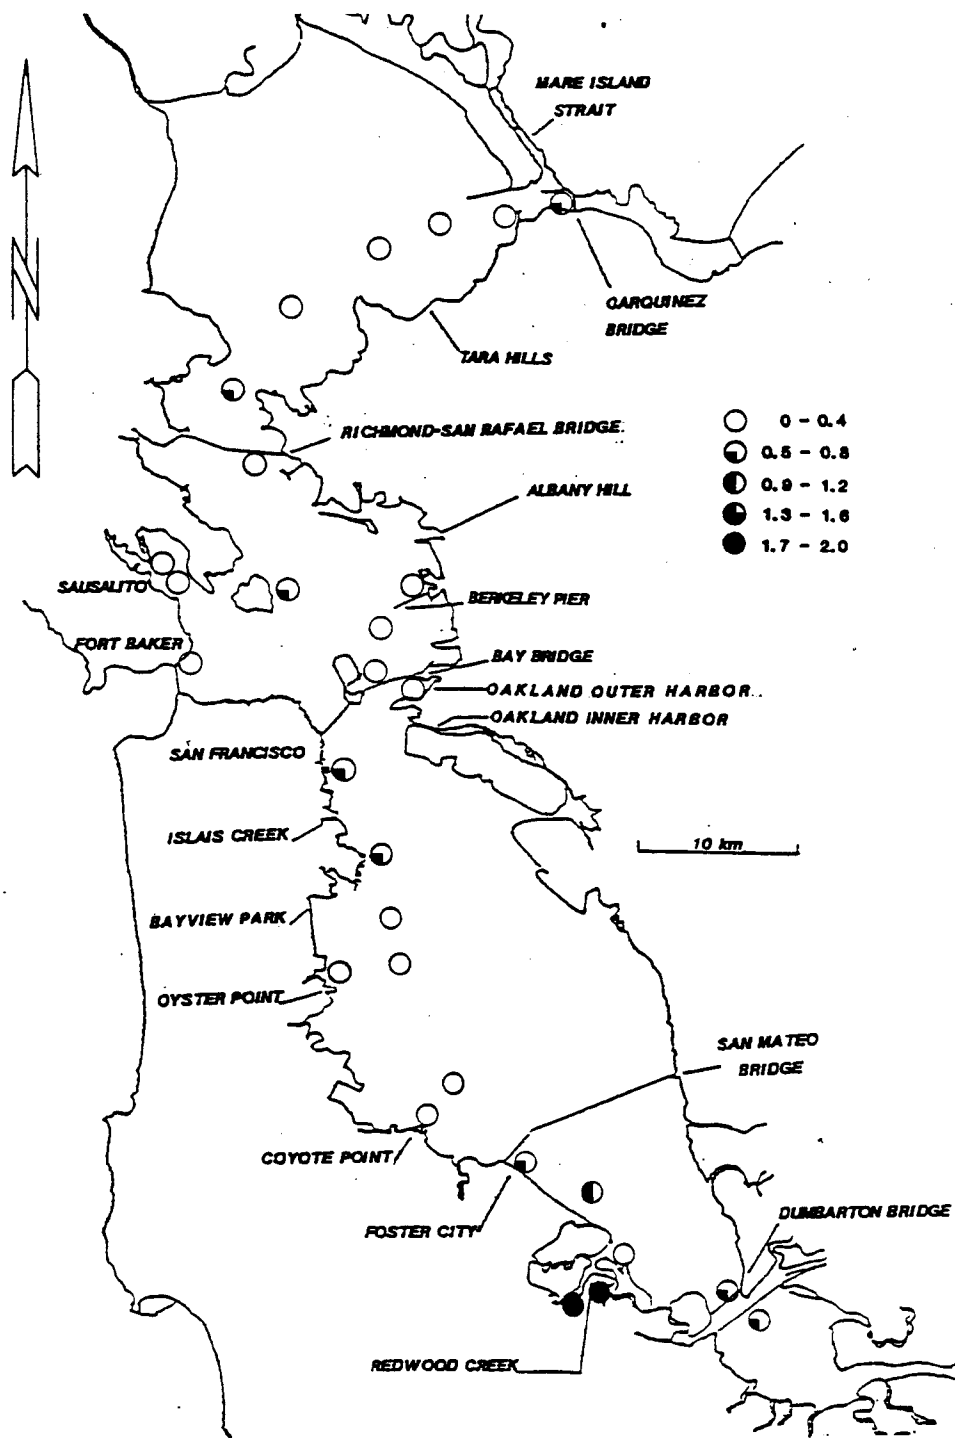 MARE ISLAND
STRAIT
N
CARQUINEZ
BRIDGE
TARA HILLS
RICHMOND-SAN RAFAEL BRIDGE.
0 - 0.4
0.5 - 0.8
0.9 - 1.2
1.3 - 1.6
1.7 - 2.0
ALBANY HILL
SAUSALITO
BERKELEY PIER
FORT BAKER
BAY BRIDGE
OAKLAND OUTER HARBOR..
OAKLAND INNER HARBOR
SAN FRANCISCO
ISLAIS CREEK
10 km
BAYVIEW PARK
OYSTER POINT
SAN MATEO
BRIDGE
COYOTE POINT
FOSTER CITY
DUMBARTON BRIDGE
REDWOOD CREEK